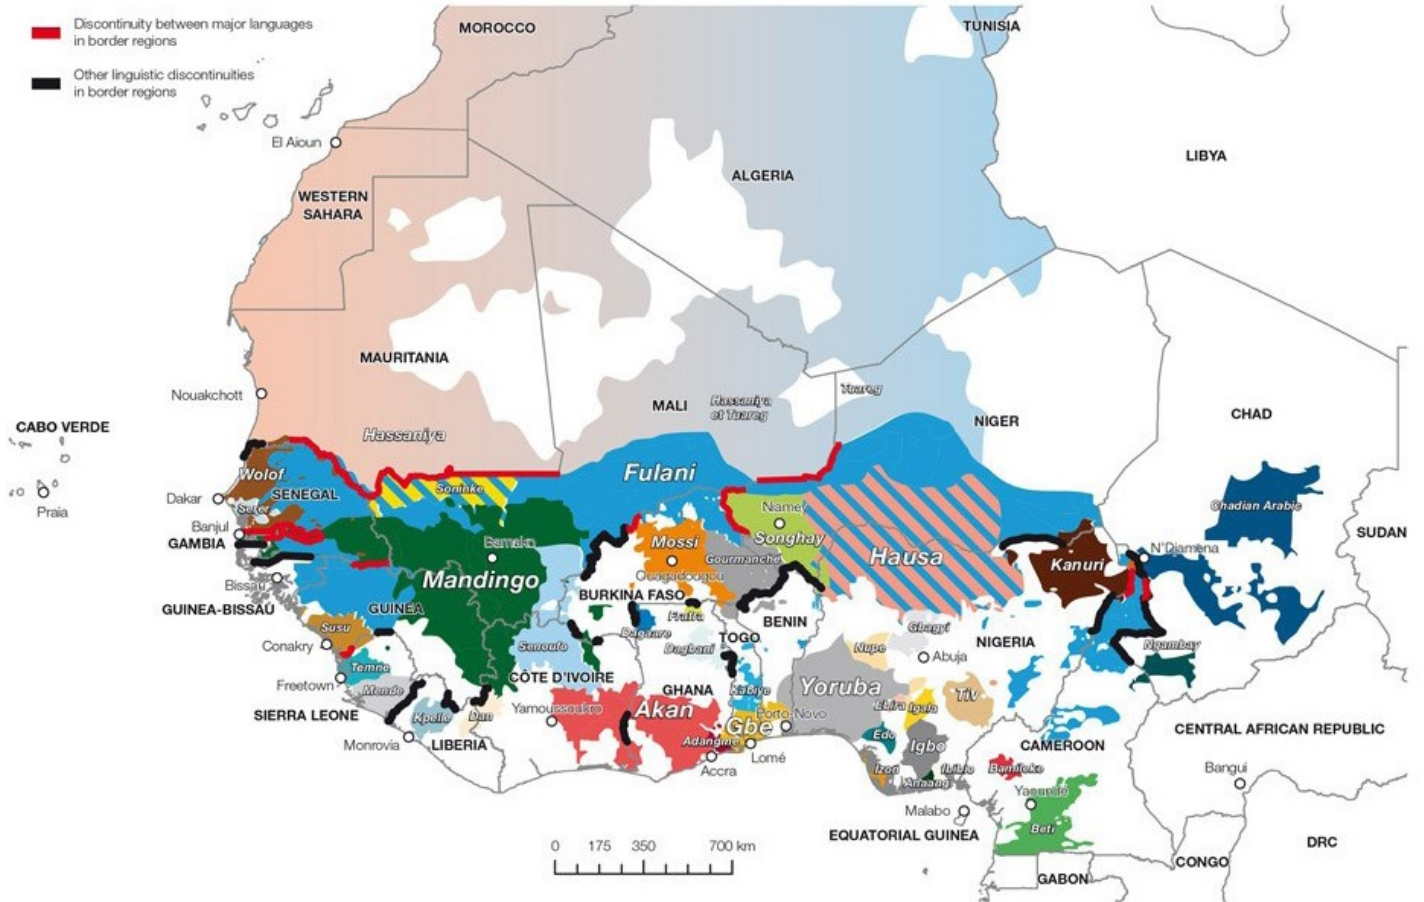 Discontinuity between major languages
in border regions
Other linguistic discontinuities
in border regions
MOROCCO
TUNISIA
El Aioun
LIBYA
ALGERIA
WESTERN
SAHARA
MAURITANIA
Nouakchott
MALI
Hassaniya
et Tuareg
Tuareg
NIGER
CHAD
CABO VERDE
Praia
Hassaniya
Wolof
Fulani
Dakar
SENEGAL
Soninke
Serer
Niamey
Chadian Arabic
SUDAN
Banjul
GAMBIA
Bamako
Mossi
Songhay
Hausa
N'Djamena
Gourmanche
Kanuri
Ouagadougou
Mandingo
Bissau
BURKINA FASO
GUINEA-BISSAU
GUINEA
Frafra
BENIN
Susu
Dagaare
TOGO
Gbagyi
NIGERIA
Conakry
Senoufo
Dagbani
Nupe
Abuja
Ngambay
Temne
Freetown
CÔTE D'IVOIRE
Mende
GHANA
Kabiye
Yoruba
Tiv
SIERRA LEONE
Kpelle
Dan
Yamoussoukro
Akan
Ebira
Igala
Porto-Novo
Gbe
Monrovia
LIBERIA
Adangme
Edo
Igbo
CAMEROON
CENTRAL AFRICAN REPUBLIC
Accra
Lomé
Izon
Ibibio
Anaang
Bamileke
Bangui
Yaoundé
Malabo
EQUATORIAL GUINEA
Beti
DRC
CONGO
GABON
0 175 350 700 km